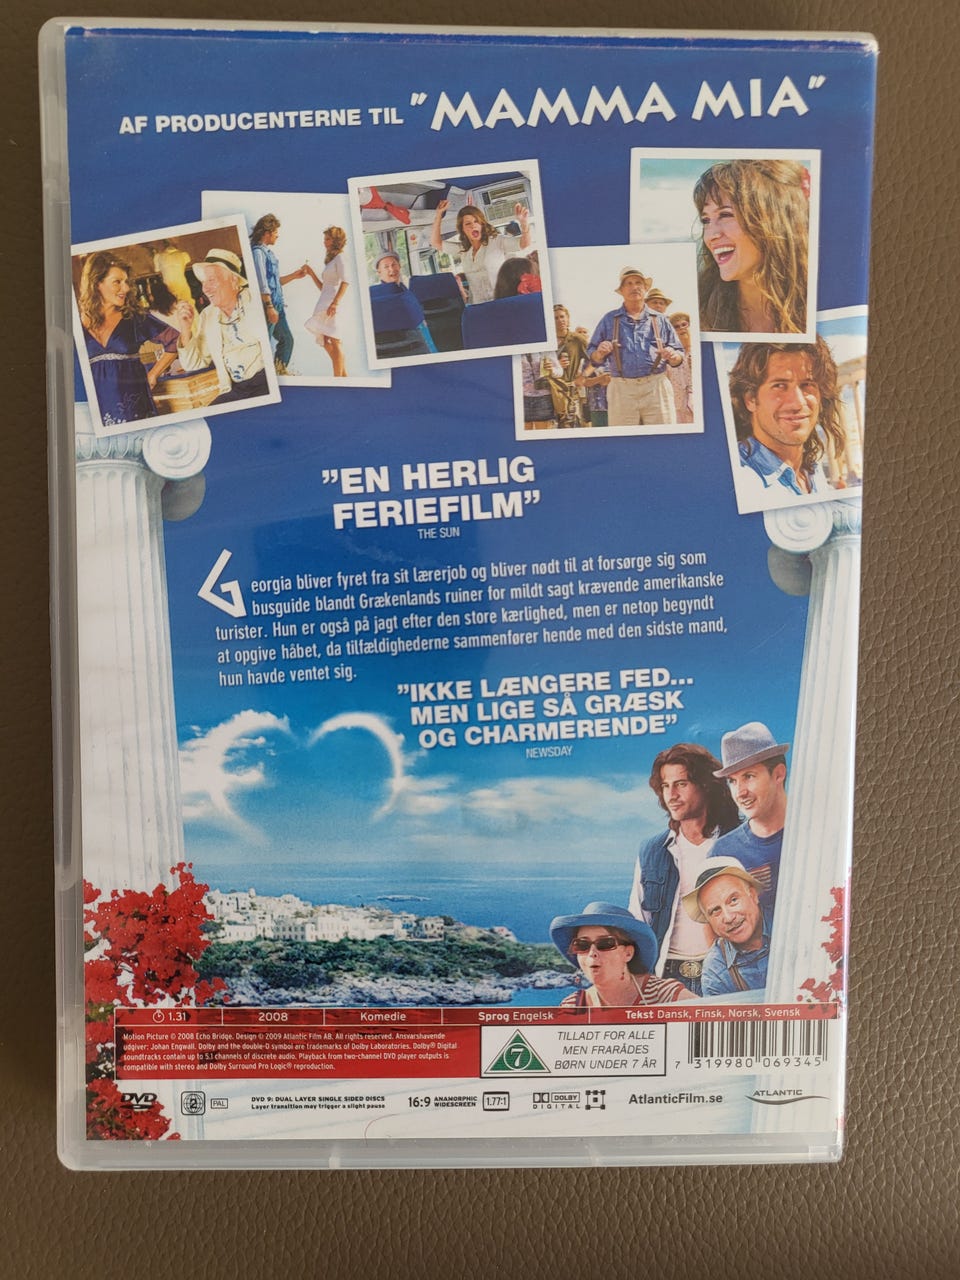 AF PRODUCENTERNE TIL "MAMMA MIA"
"EN HERLIG
FERIEFILM"
THE SUN
Georgia bliver fyret fra sit lærerjob og bliver nødt til at forsørge sig som
busguide blandt Grækenlands ruiner for mildt sagt krævende amerikanske
turister. Hun er også på jagt efter den store kærlighed, men er netop begyndt
at opgive håbet, da tilfældighederne sammenfører hende med den sidste mand,
hun havde ventet sig.
"IKKE LÆNGERE FED...
MEN LIGE SÅ GRÆSK
OG CHARMERENDE"
NEWSDAY
1.31 2008 Komedie Sprog Engelsk Tekst Dansk, Finsk, Norsk, Svensk
Motion Picture © 2008 Echo Bridge. Design © 2009 Atlantic Film AB. All rights reserved. Ansvarshavende
udgiver: Johan Engwall. Dolby and the double-D symbol are trademarks of Dolby Laboratories. Dolby® Digital
soundtracks contain up to 5.1 channels of discrete audio. Playback from two-channel DVD player outputs is
compatible with stereo and Dolby Surround Pro Logic® reproduction.
7
TILLADT FOR ALLE
MEN FRARÅDES
BØRN UNDER 7 ÅR
7 319980 069345
DVD
2
PAL
DVD 9: DUAL LAYER SINGLE SIDED DISCS
Layer transition may trigger a slight pause
16:9 ANAMORPHIC
WIDESCREEN
1.77:1
DOLBY
DIGITAL
AtlanticFilm.se
ATLANTIC